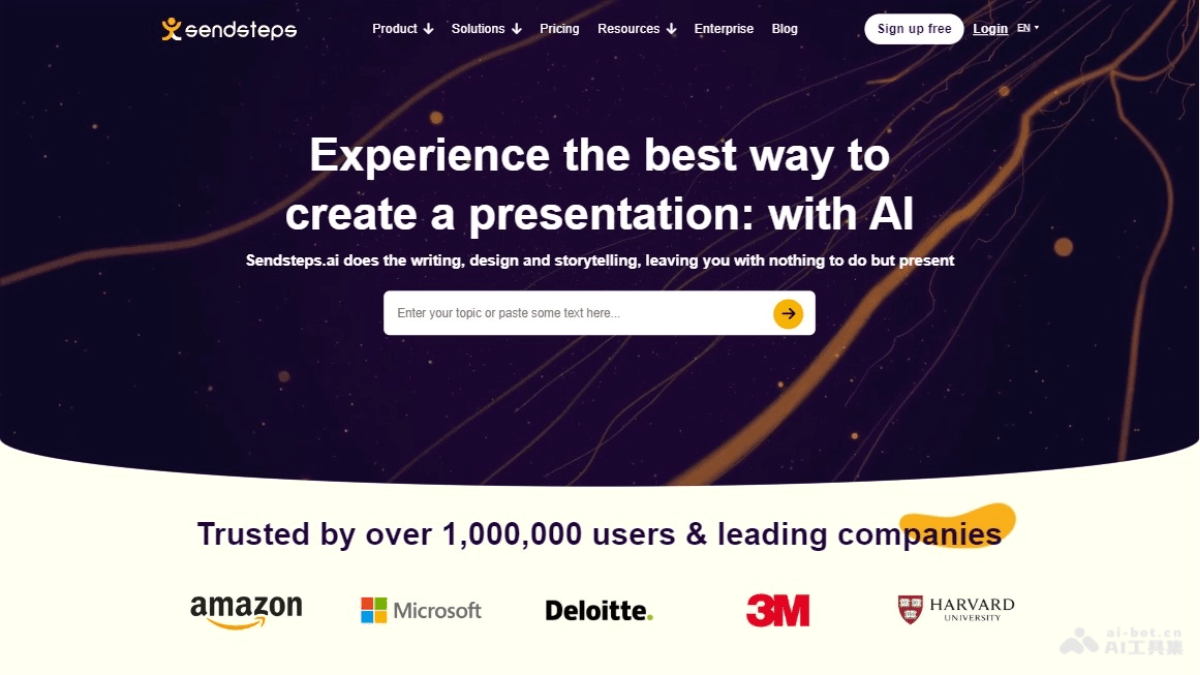 sendsteps
Product Solutions Pricing Resources Enterprise Blog
Sign up free Login EN
Experience the best way to
create a presentation: with AI
Sendsteps.ai does the writing, design and storytelling, leaving you with nothing to do but present
Enter your topic or paste some text here...
Trusted by over 1,000,000 users & leading companies
amazon
Microsoft
Deloitte.
3M
HARVARD
UNIVERSITY
ai-bot.cn
AI工具集